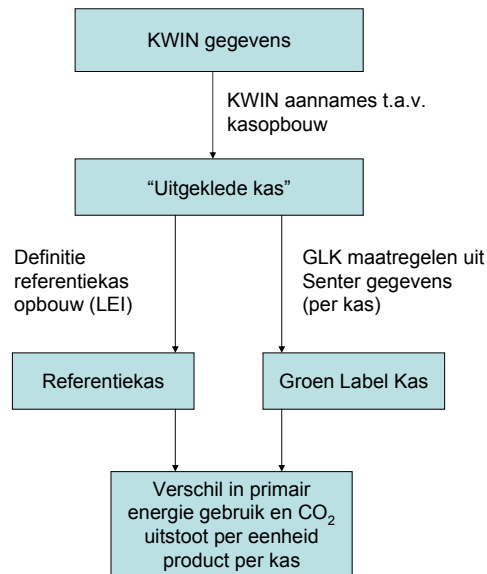 KWIN gegevens
KWIN aannames t.a.v.
kasopbouw
“Uitgeklede kas”
Definitie
referentiekas
opbouw (LEI)
GLK maatregelen uit
Senter gegevens
(per kas)
Referentiekas
Groen Label Kas
Verschil in primair
energie gebruik en CO₂
uitstoot per eenheid
product per kas